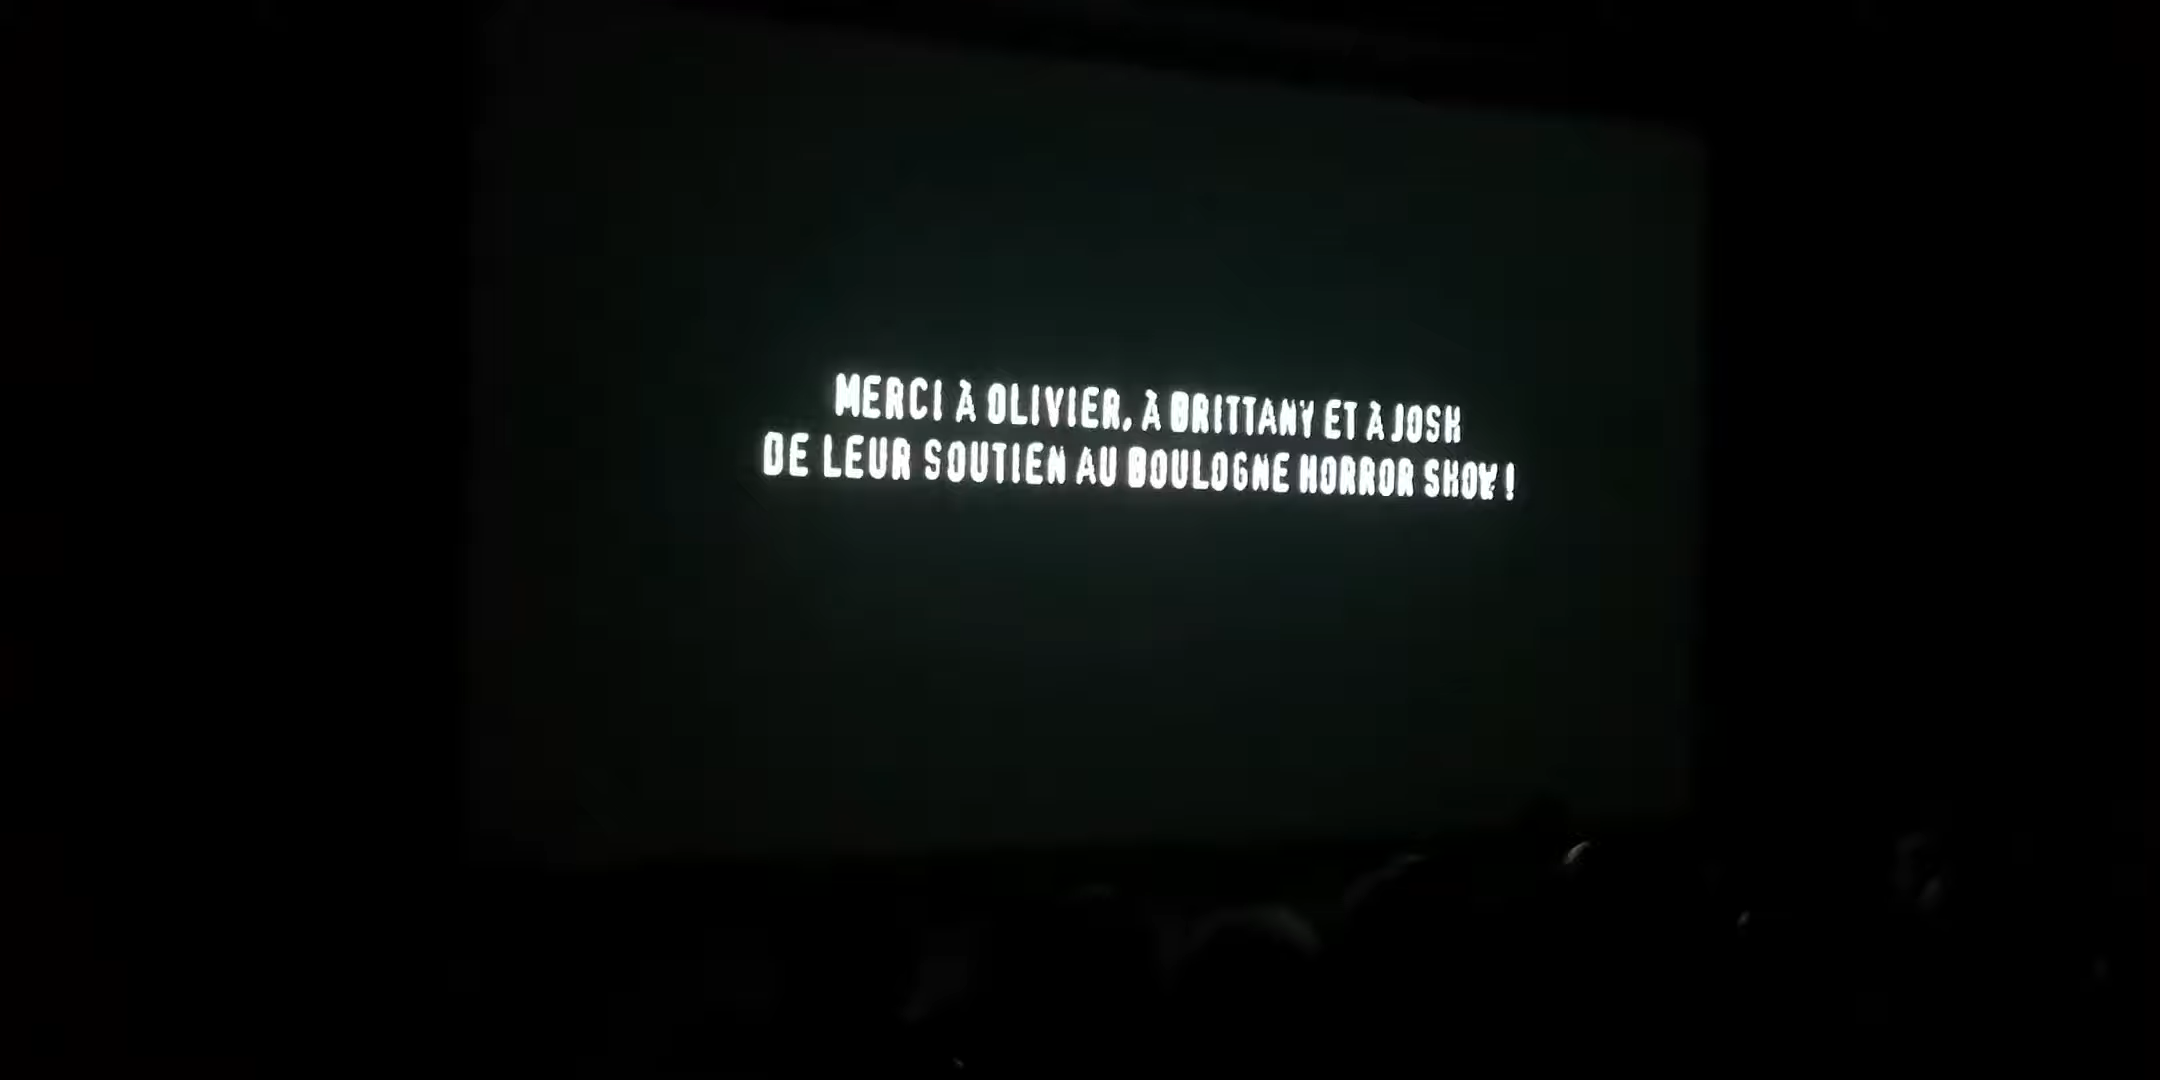 MERCI À OLIVIER, À BRITTANY ET À JOSH
DE LEUR SOUTIEN AU BOULOGNE HORROR SHOW !